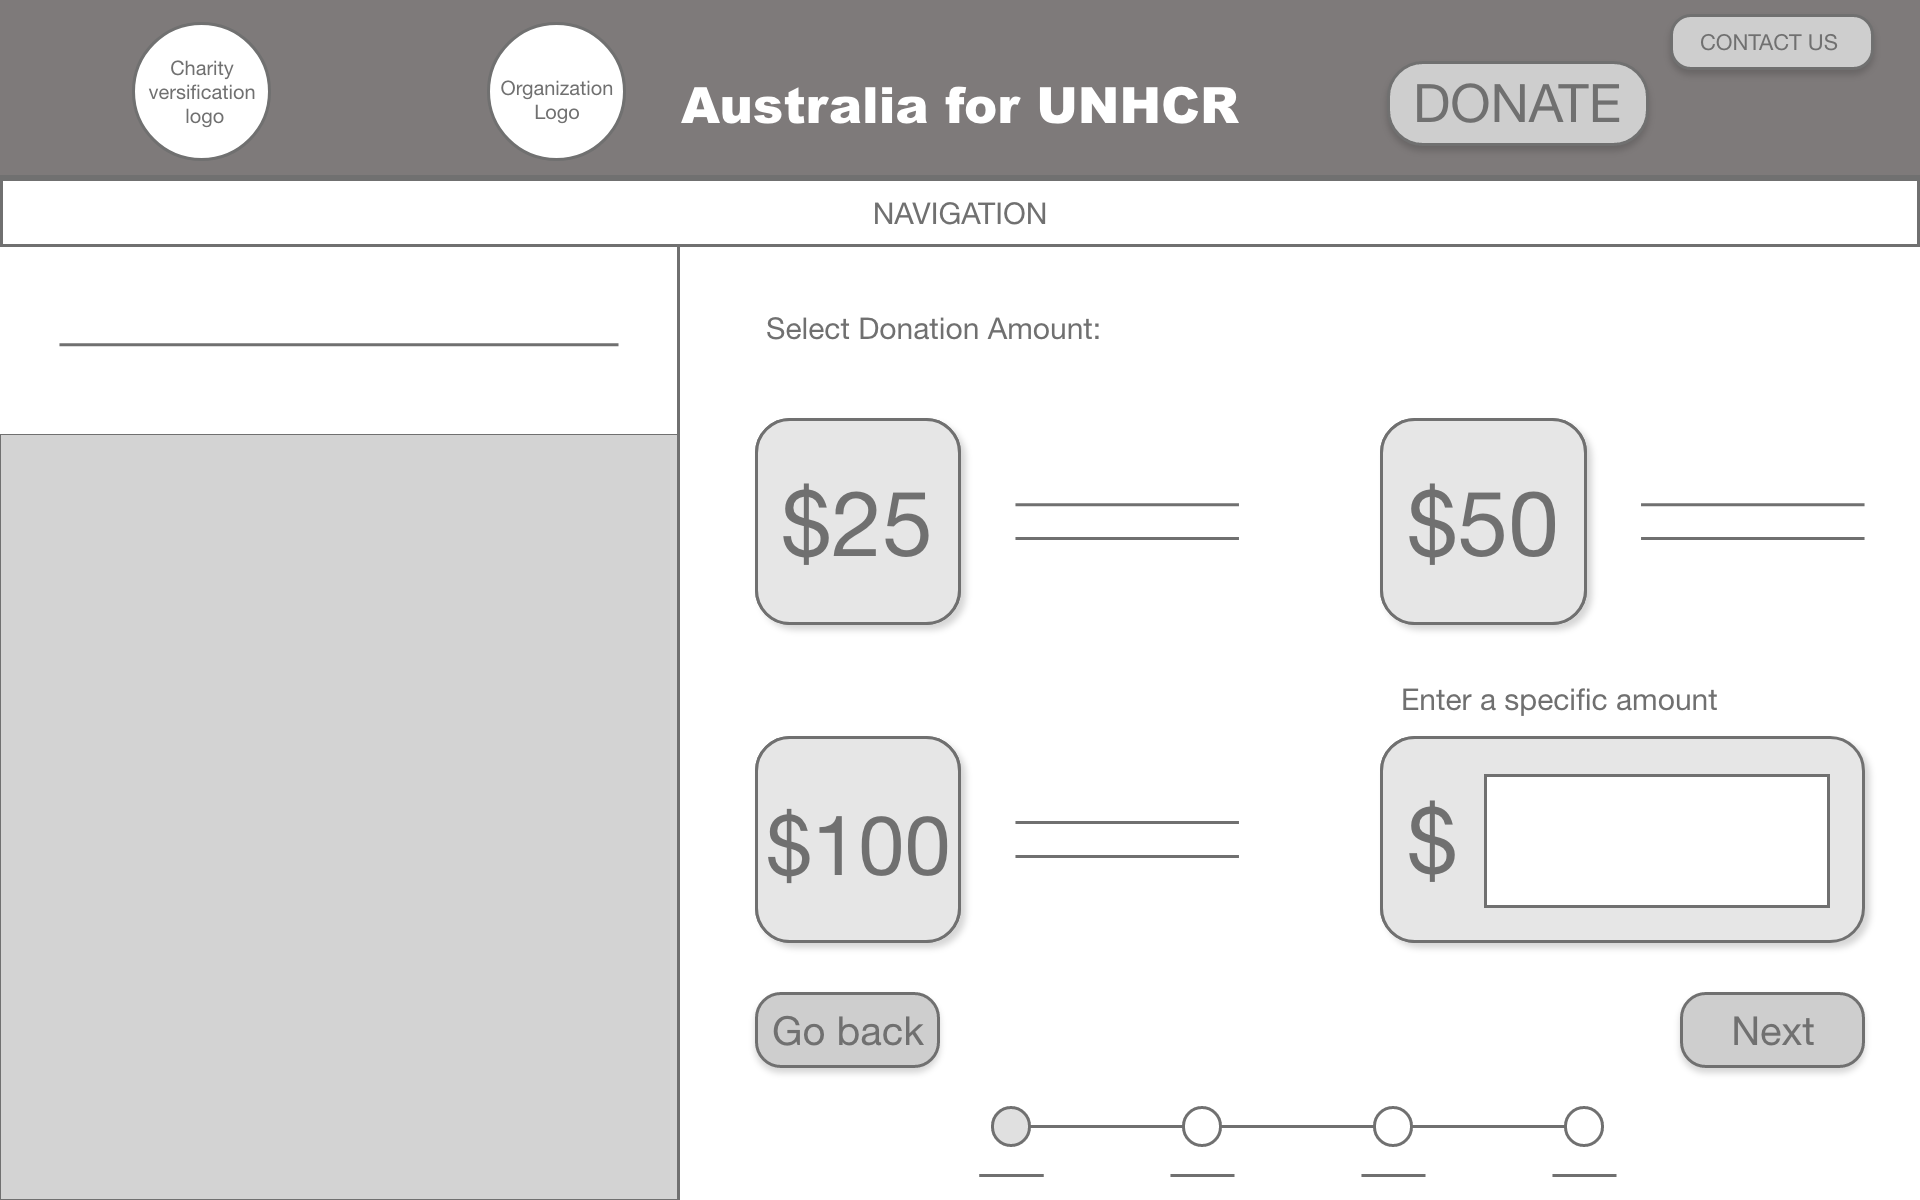 Charity
versification
logo
Organization
Logo
Australia for UNHCR
DONATE
CONTACT US
NAVIGATION
Select Donation Amount:
$25
$50
Enter a specific amount
$100
$
Go back
Next